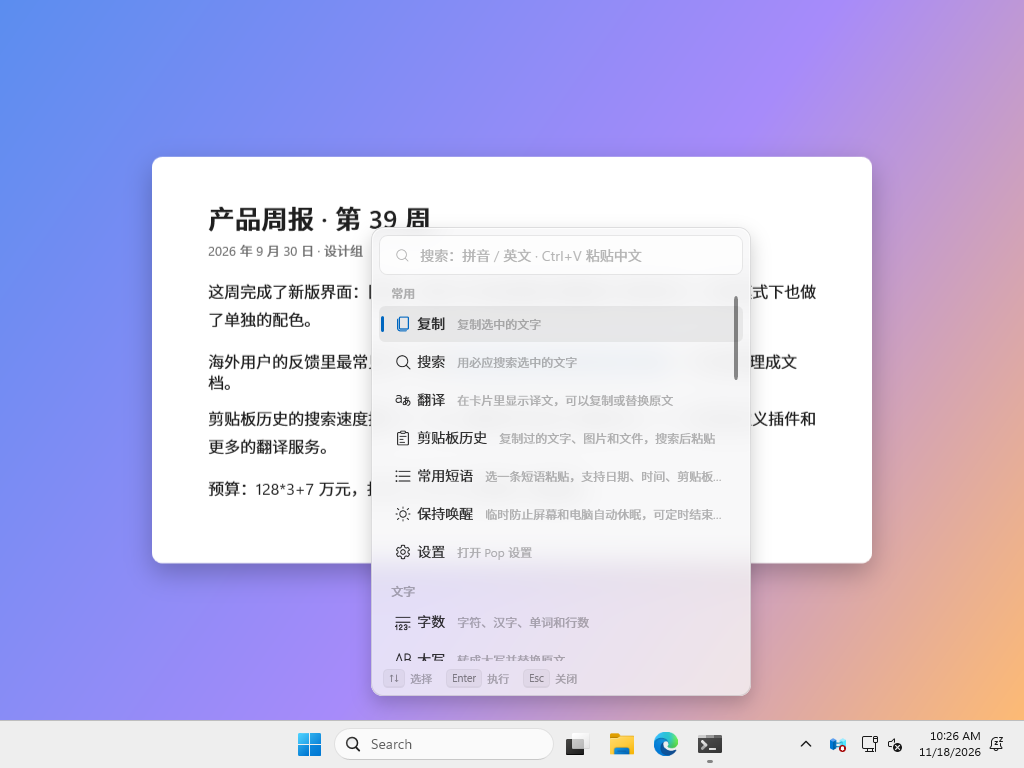 产品周报 · 第 39 周
2026 年 9 月 30 日 · 设计组
这周完成了新版界面：
式下也做
了单独的配色。
海外用户的反馈里最常
理成文
档。
剪贴板历史的搜索速度
义插件和
更多的翻译服务。
预算：128*3+7 万元，
搜索：拼音 / 英文 · Ctrl+V 粘贴中文
常用
复制 复制选中的文字
搜索 用必应搜索选中的文字
翻译 在卡片里显示译文，可以复制或替换原文
剪贴板历史 复制过的文字、图片和文件，搜索后粘贴
常用短语 选一条短语粘贴，支持日期、时间、剪贴板...
保持唤醒 临时防止屏幕和电脑自动休眠，可定时结束...
设置 打开 Pop 设置
文字
字数 字符、汉字、单词和行数
大写 转成大写并替换原文
↑↓ 选择 Enter 执行 Esc 关闭
Search
10:26 AM
11/18/2026